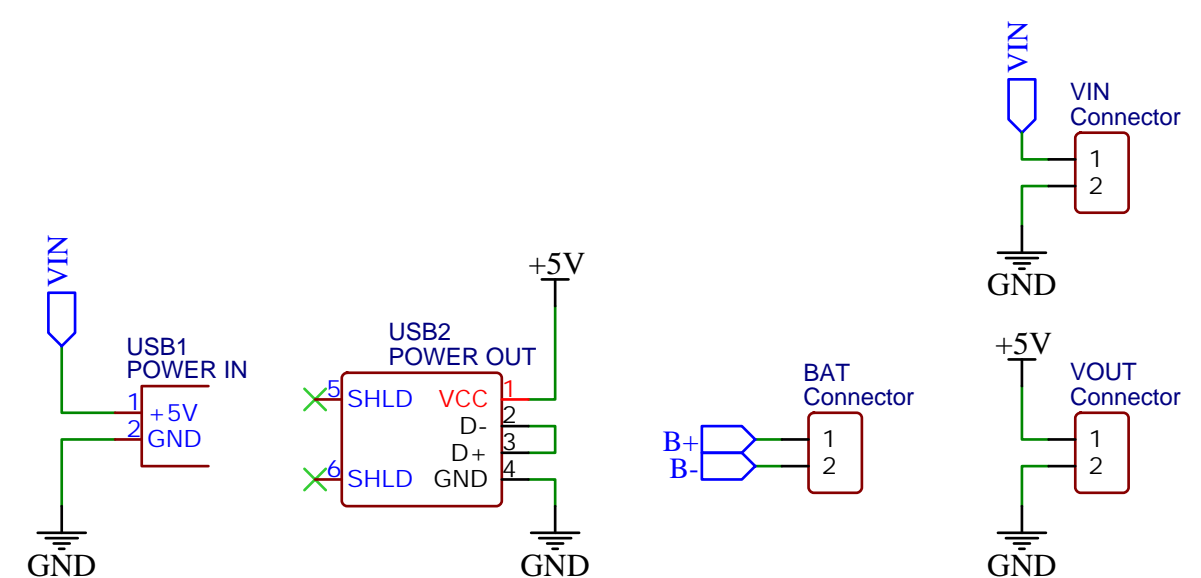 VIN
VIN
Connector
1
2
GND
VIN
USB1
POWER IN
1
+5V
2
GND
GND
+5V
USB2
POWER OUT
5
SHLD
VCC
1
D-
2
D+
3
6
SHLD
GND
4
GND
BAT
Connector
B+
1
B-
2
+5V
VOUT
Connector
1
2
GND